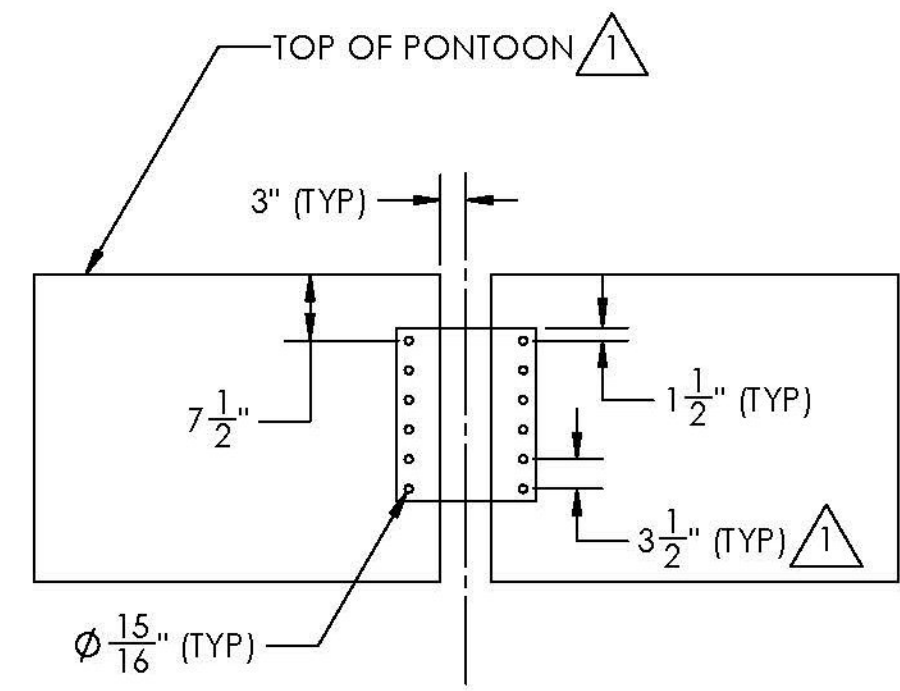 TOP OF PONTOON 1
3" (TYP)
7 1/2"
1 1/2" (TYP)
3 1/2" (TYP) 1
Ø 15/16" (TYP)